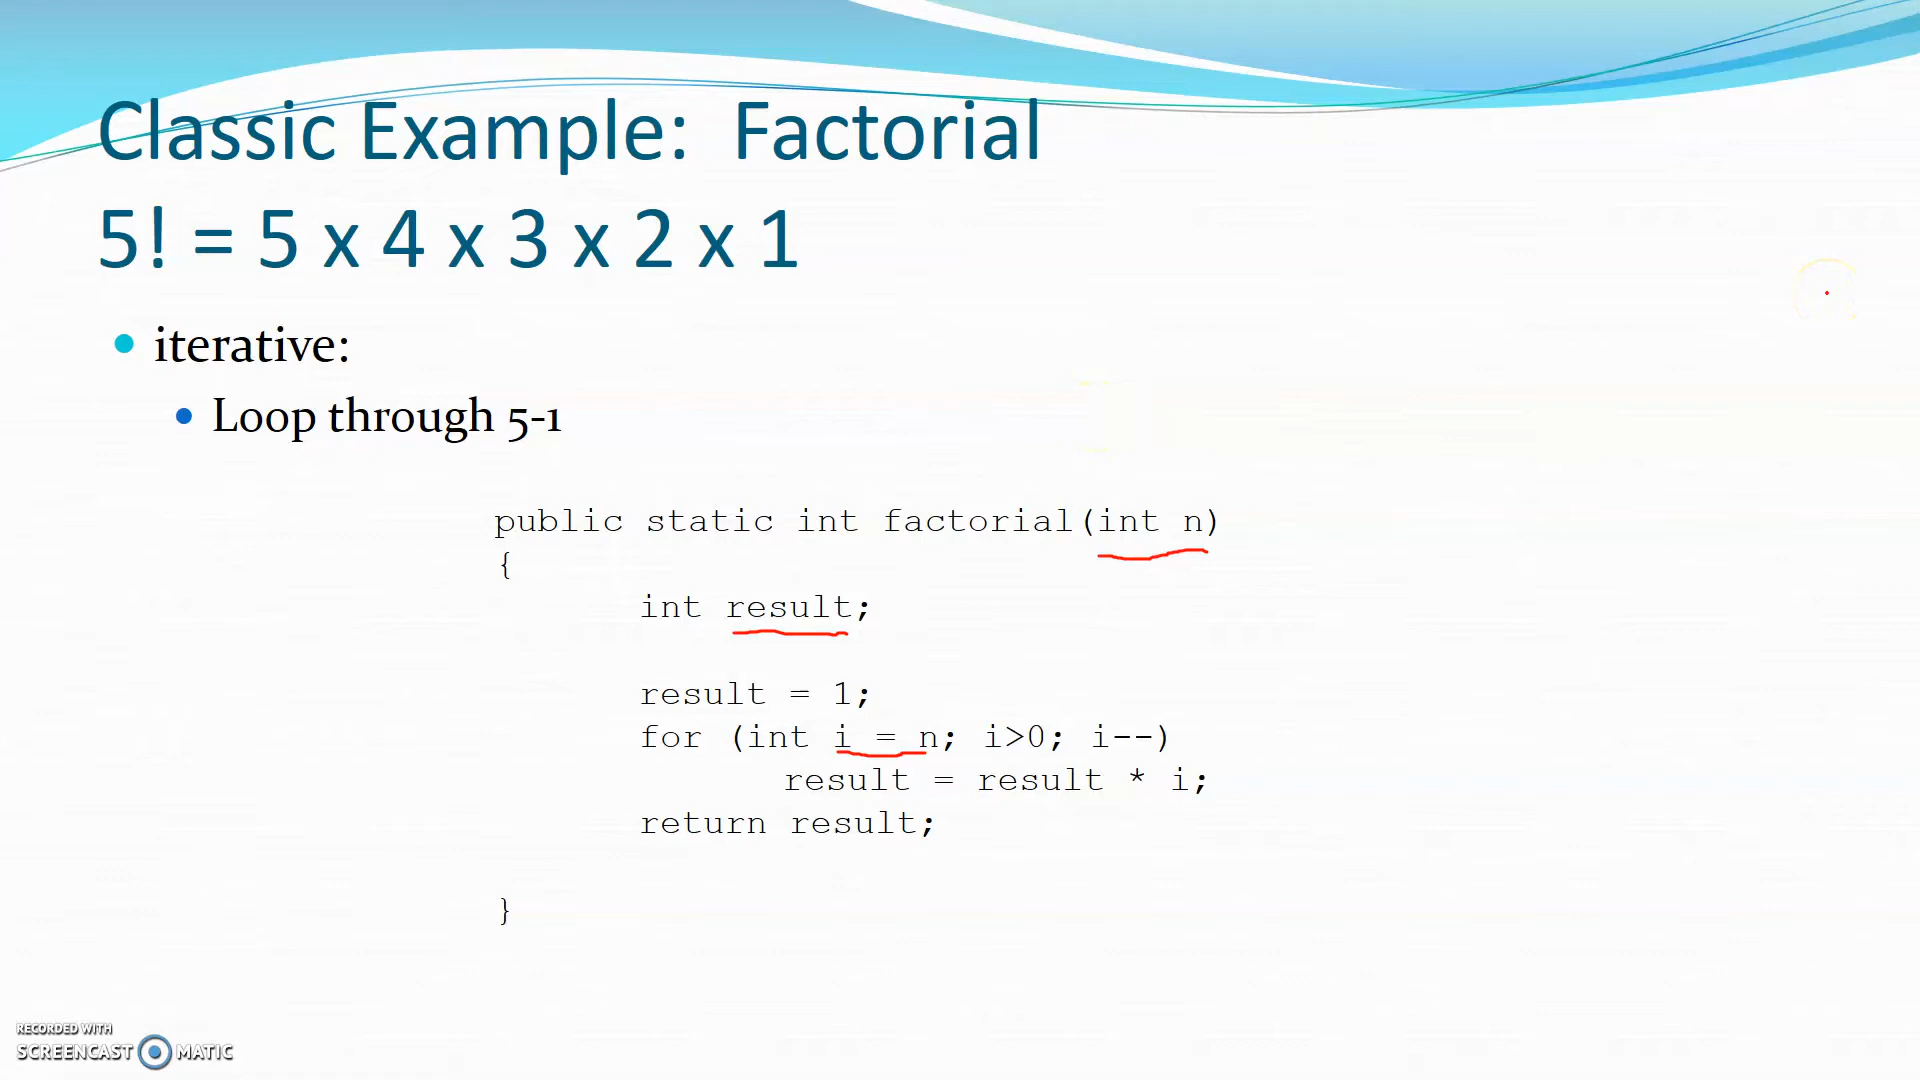 Classic Example: Factorial
5! = 5 x 4 x 3 x 2 x 1
iterative:
Loop through 5-1
public static int factorial(int n)
{
int result;
result = 1;
for (int i = n; i>0; i--)
result = result * i;
return result;
}
RECORDED WITH
SCREENCAST MATIC